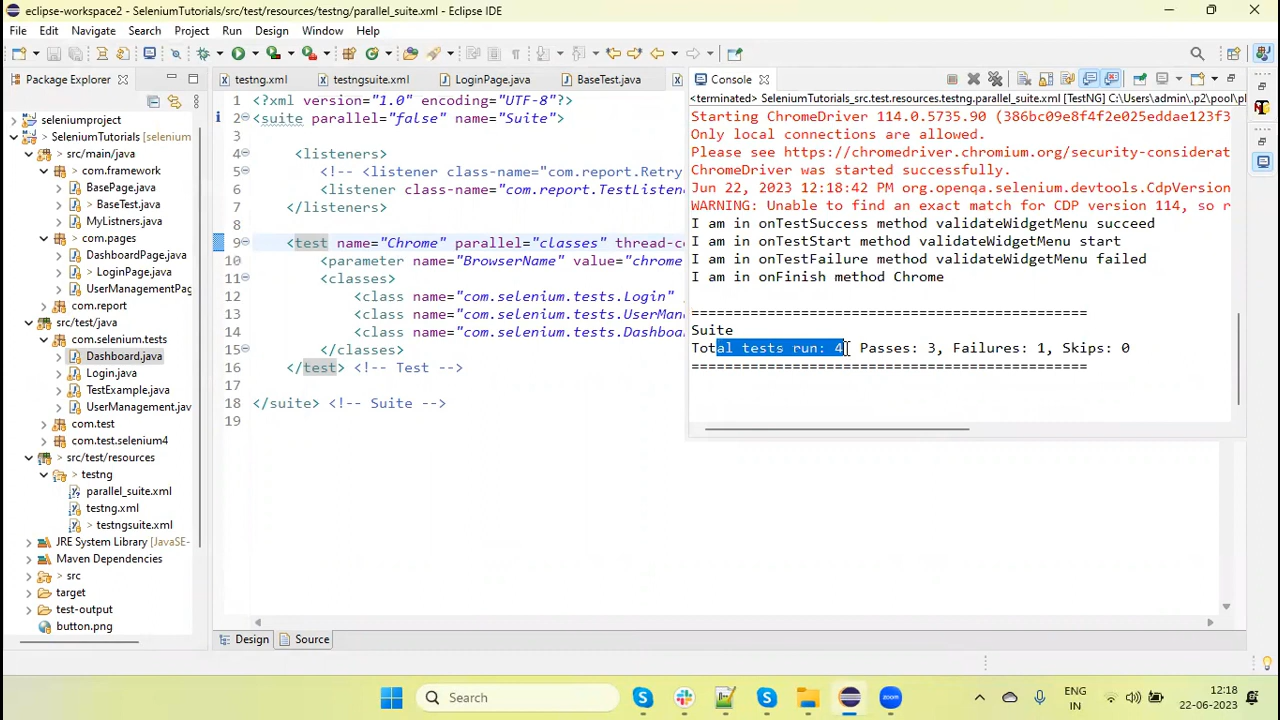 eclipse-workspace2 - SeleniumTutorials/src/test/resources/testng/parallel_suite.xml - Eclipse IDE
File Edit Navigate Search Project Run Design Window Help
Package Explorer
seleniumproject
SeleniumTutorials [selenium
src/main/java
com.framework
BasePage.java
> BaseTest.java
MyListners.java
com.pages
DashboardPage.java
> LoginPage.java
UserManagementPag
com.report
src/test/java
com.selenium.tests
Dashboard.java
Login.java
TestExample.java
UserManagement.jav
com.test
com.test.selenium4
src/test/resources
testng
parallel_suite.xml
testng.xml
> testngsuite.xml
JRE System Library [JavaSE-
Maven Dependencies
src
target
test-output
button.png
testng.xml testngsuite.xml LoginPage.java BaseTest.java
1 <?xml version="1.0" encoding="UTF-8"?>
2 <suite parallel="false" name="Suite">
4 <listeners>
5 <!-- <listener class-name="com.report.Retry
6 <listener class-name="com.report.TestListene
7 </listeners>
8
9 <test name="Chrome" parallel="classes" thread-co
10 <parameter name="BrowserName" value="chrome
11 <classes>
12 <class name="com.selenium.tests.Login"
13 <class name="com.selenium.tests.UserMan
14 <class name="com.selenium.tests.Dashboa
15 </classes>
16 </test> <!-- Test -->
17
18 </suite> <!-- Suite -->
19
Design Source
Console
<terminated> SeleniumTutorials_src.test.resources.testng.parallel_suite.xml [TestNG] C:\Users\admin\.p2\pool\pl
Starting ChromeDriver 114.0.5735.90 (386bc09e8f4f2e025eddae123f3
Only local connections are allowed.
Please see https://chromedriver.chromium.org/security-considerat
ChromeDriver was started successfully.
Jun 22, 2023 12:18:42 PM org.openqa.selenium.devtools.CdpVersion
WARNING: Unable to find an exact match for CDP version 114, so r
I am in onTestSuccess method validateWidgetMenu succeed
I am in onTestStart method validateWidgetMenu start
I am in onTestFailure method validateWidgetMenu failed
I am in onFinish method Chrome
===============================================
Suite
Total tests run: 4, Passes: 3, Failures: 1, Skips: 0
===============================================
Search
ENG
IN
12:18
22-06-2023